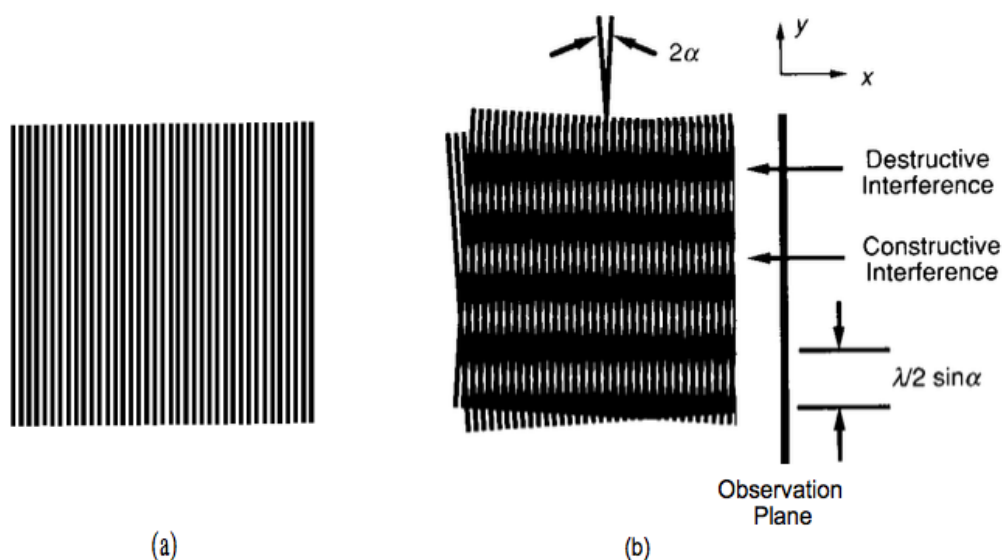 y
2α
x
Destructive
Interference
Constructive
Interference
λ/2 sinα
Observation
Plane
(a)
(b)